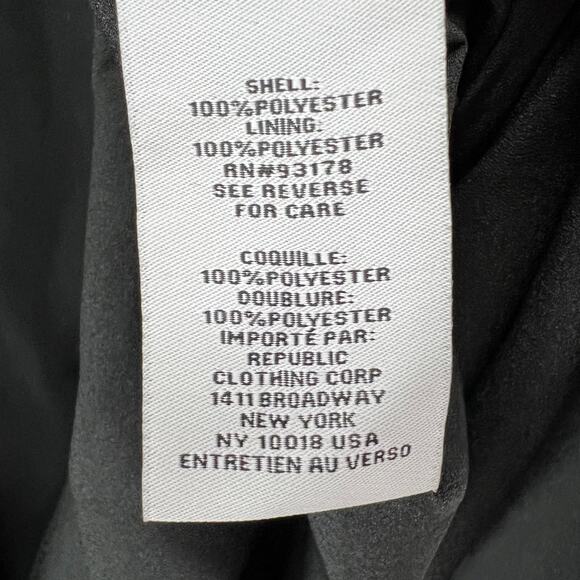 SHELL:
100%POLYESTER
LINING:
100%POLYESTER
RN#93178
SEE REVERSE
FOR CARE
COQUILLE:
100%POLYESTER
DOUBLURE:
100%POLYESTER
IMPORTÉ PAR:
REPUBLIC
CLOTHING CORP
1411 BROADWAY
NEW YORK
NY 10018 USA
ENTRETIEN AU VERSO